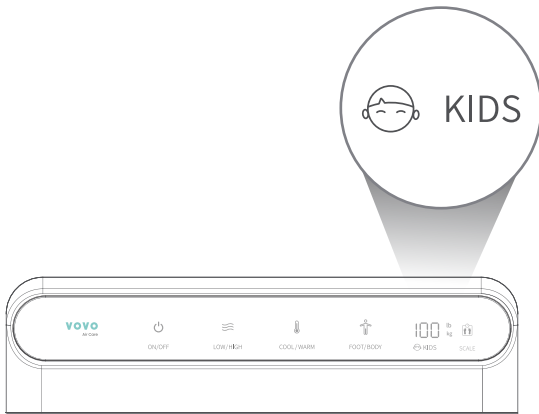 KIDS
VOVO
Air Care
ON/OFF
LOW/HIGH
COOL/WARM
FOOT/BODY
100
lb
kg
KIDS
SCALE